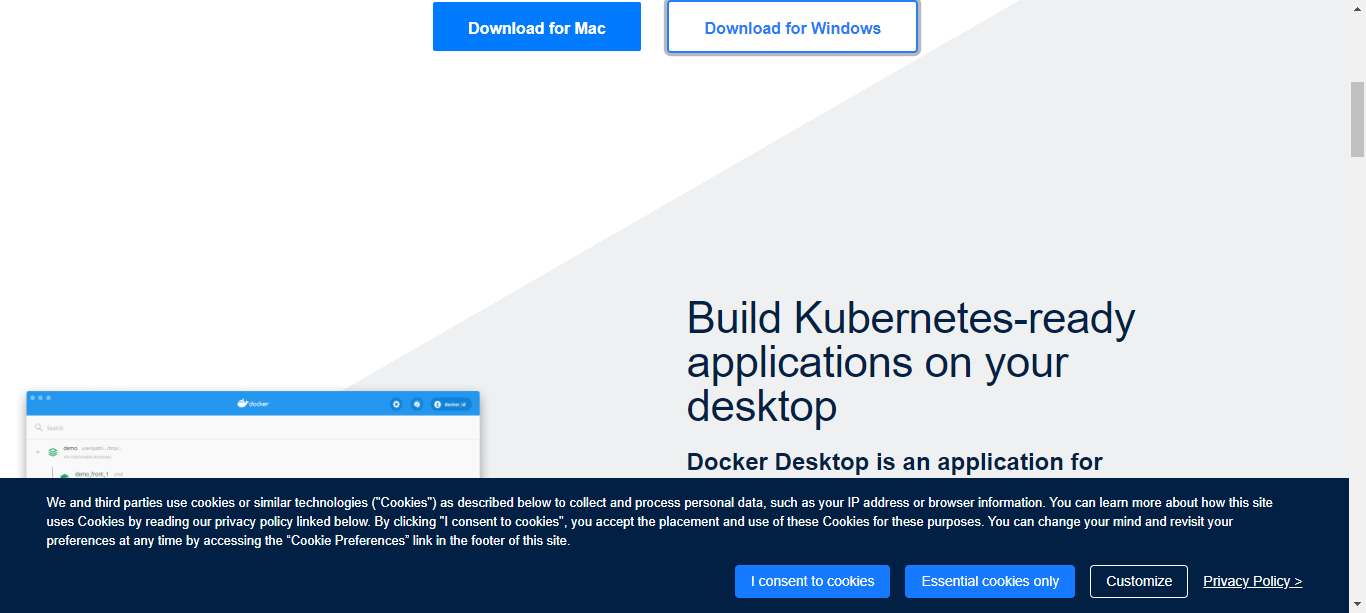 Download for Mac
Download for Windows
Build Kubernetes-ready
applications on your
desktop
docker
docker_id
Search
demo
demo_front_1
Docker Desktop is an application for
We and third parties use cookies or similar technologies ("Cookies") as described below to collect and process personal data, such as your IP address or browser information. You can learn more about how this site
uses Cookies by reading our privacy policy linked below. By clicking "I consent to cookies", you accept the placement and use of these Cookies for these purposes. You can change your mind and revisit your
preferences at any time by accessing the “Cookie Preferences” link in the footer of this site.
I consent to cookies
Essential cookies only
Customize
Privacy Policy >